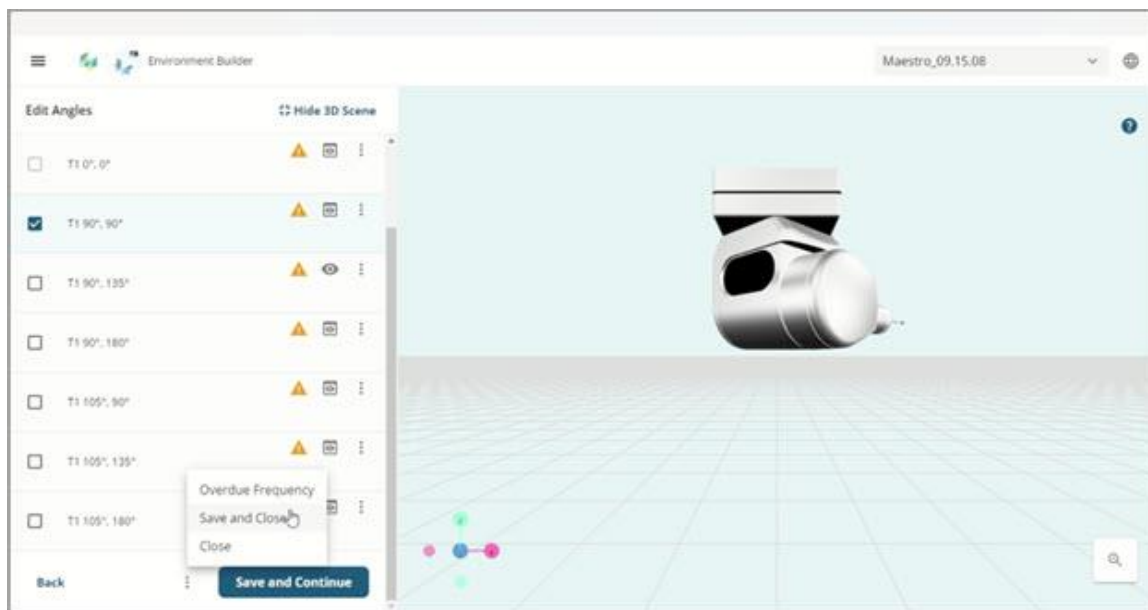 Environment Builder
Maestro_09.15.08
Edit Angles
Hide 3D Scene
T1 0°, 0°
T1 90°, 90°
T1 90°, 135°
T1 90°, 180°
T1 105°, 90°
T1 105°, 135°
T1 105°, 180°
Overdue Frequency
Save and Close
Close
Back
Save and Continue